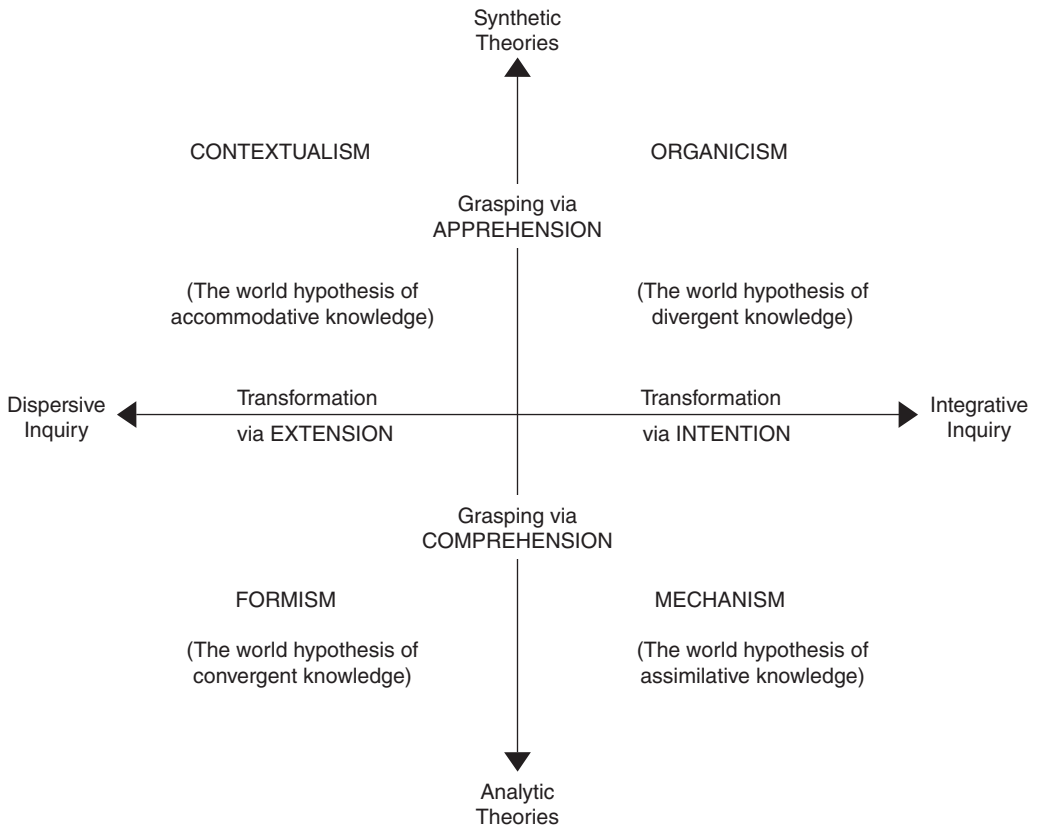 Synthetic
Theories
CONTEXTUALISM
ORGANICISM
Grasping via
APPREHENSION
(The world hypothesis of
accommodative knowledge)
(The world hypothesis of
divergent knowledge)
Dispersive
Inquiry
Transformation
via EXTENSION
Transformation
via INTENTION
Integrative
Inquiry
Grasping via
COMPREHENSION
FORMISM
(The world hypothesis of
convergent knowledge)
MECHANISM
(The world hypothesis of
assimilative knowledge)
Analytic
Theories